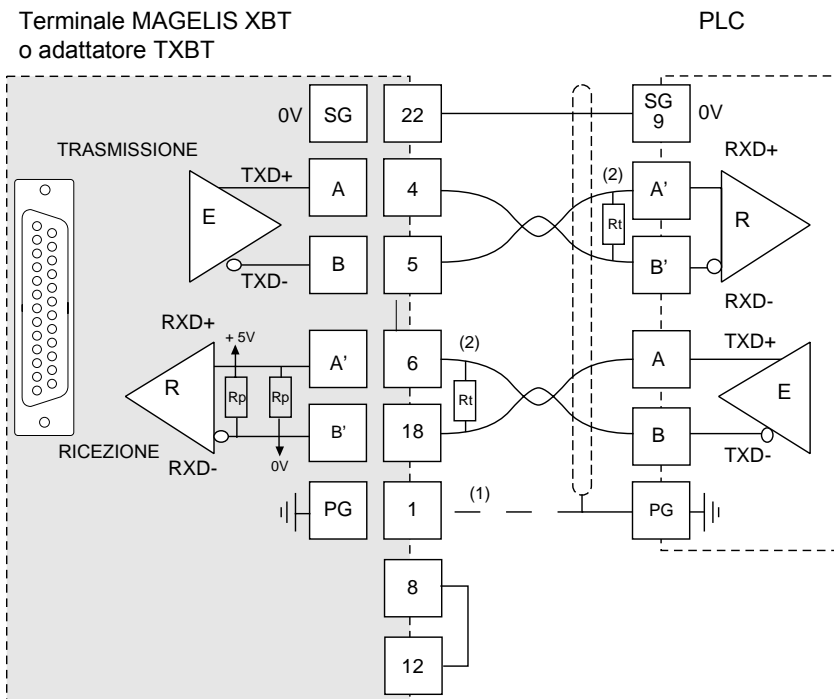 Terminale MAGELIS XBT
o adattatore TXBT
PLC
0V
SG
22
SG
9
0V
TRASMISSIONE
TXD+
A
4
(2)
A'
RXD+
E
Rt
R
TXD-
B
5
B'
RXD-
RXD+
+ 5V
A'
6
(2)
A
TXD+
R
Rp
Rp
Rt
E
B'
18
B
TXD-
RICEZIONE
RXD-
0V
PG
1
(1)
PG
8
12